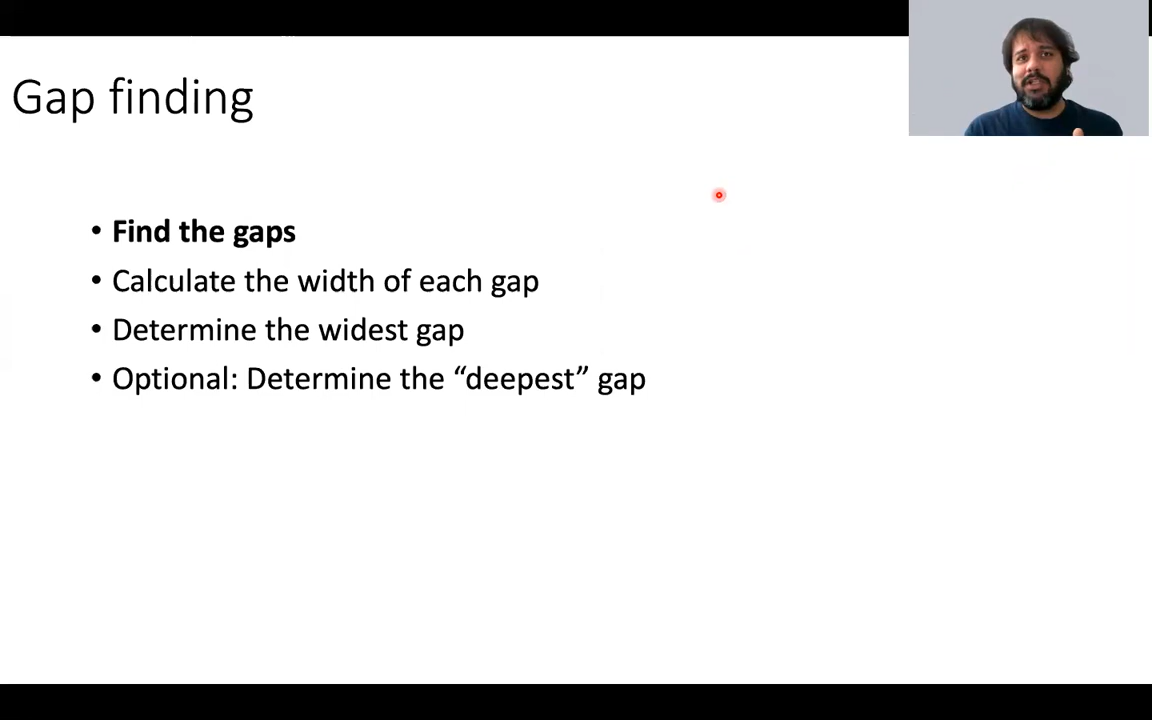 Gap finding
• Find the gaps
• Calculate the width of each gap
• Determine the widest gap
• Optional: Determine the “deepest” gap